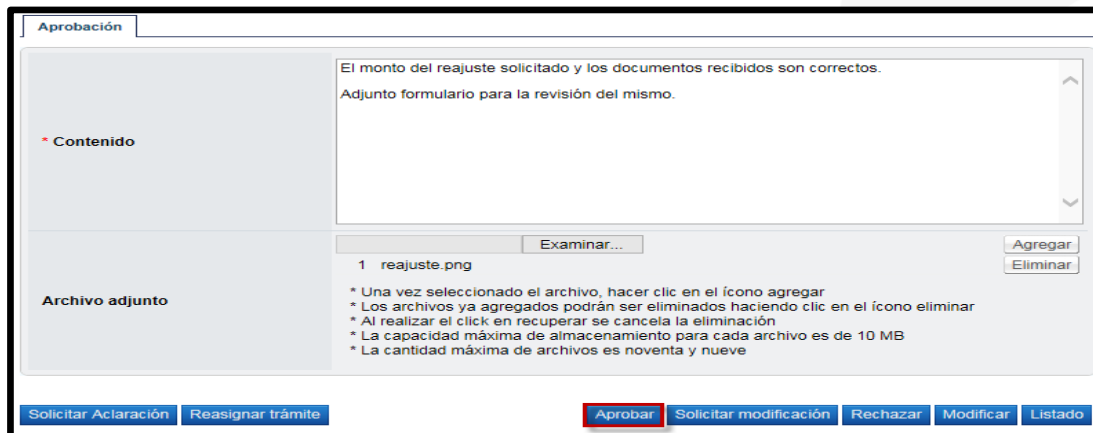 Aprobación
El monto del reajuste solicitado y los documentos recibidos son correctos.
Adjunto formulario para la revisión del mismo.
* Contenido
Examinar...
Agregar
1 reajuste.png
Eliminar
Archivo adjunto
* Una vez seleccionado el archivo, hacer clic en el ícono agregar
* Los archivos ya agregados podrán ser eliminados haciendo clic en el ícono eliminar
* Al realizar el click en recuperar se cancela la eliminación
* La capacidad máxima de almacenamiento para cada archivo es de 10 MB
* La cantidad máxima de archivos es noventa y nueve
Solicitar Aclaración Reasignar trámite Aprobar Solicitar modificación Rechazar Modificar Listado